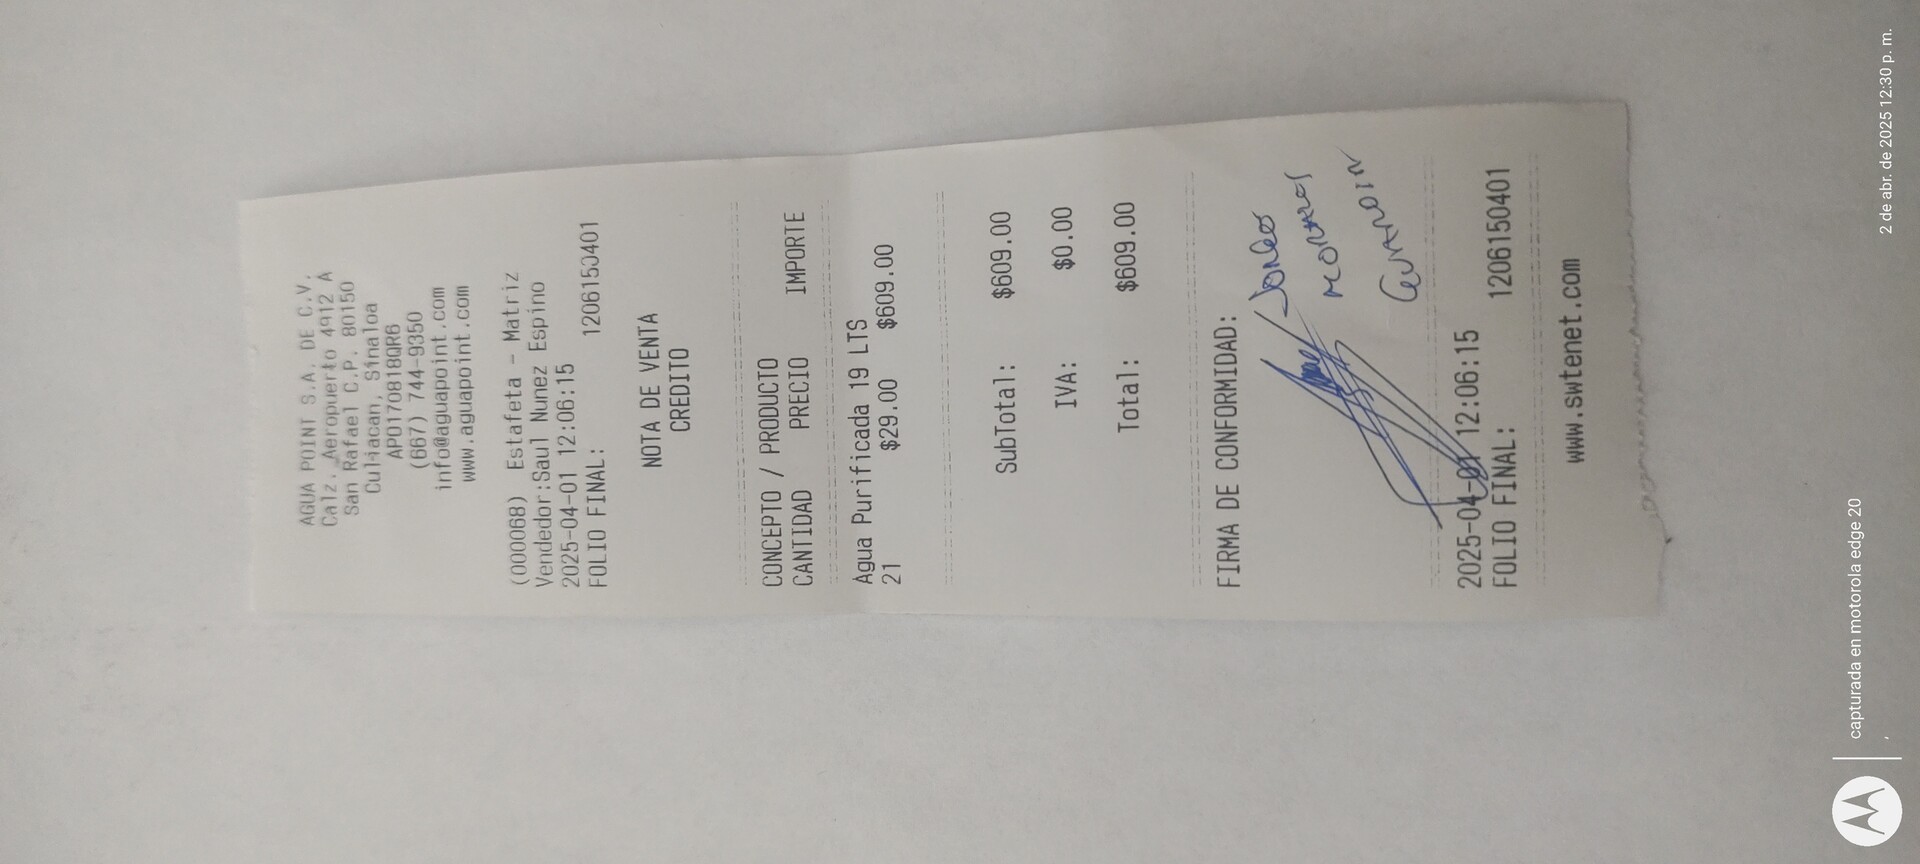 AGUA POINT S.A. DE C.V.
Calz. Aeropuerto 4912 A
San Rafael C.P. 80150
Culiacan, Sinaloa
APO170818QR6
(667) 744-9350
info@aguapoint.com
www.aguapoint.com
(000068) Estafeta - Matriz
Vendedor:Saul Nunez Espino
2025-04-01 12:06:15
FOLIO FINAL: 1206150401
NOTA DE VENTA
CREDITO
CONCEPTO / PRODUCTO
CANTIDAD PRECIO IMPORTE
Agua Purificada 19 LTS
21 $29.00 $609.00
SubTotal: $609.00
IVA: $0.00
Total: $609.00
FIRMA DE CONFORMIDAD:
2025-04-01 12:06:15
FOLIO FINAL: 1206150401
www.swtenet.com
capturada en motorola edge 20
2 de abr. de 2025 12:30 p. m.